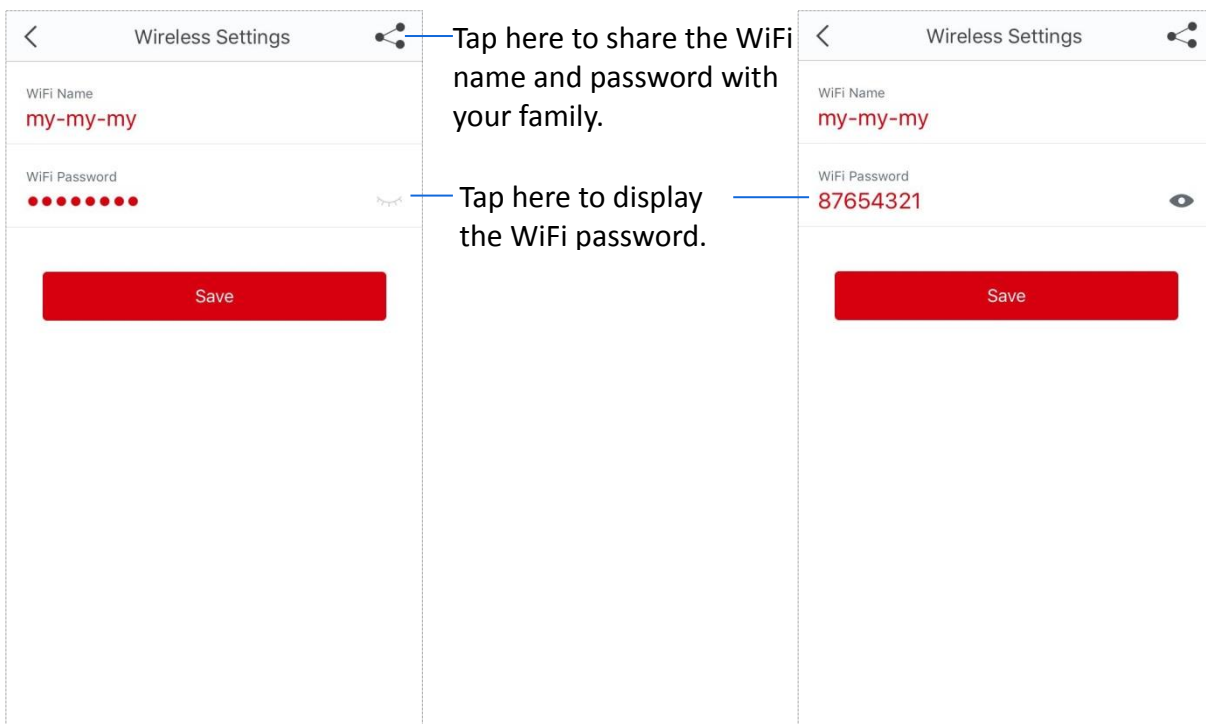 Wireless Settings
WiFi Name
my-my-my
WiFi Password
Save
Tap here to share the WiFi
name and password with
your family.
Tap here to display
the WiFi password.
Wireless Settings
WiFi Name
my-my-my
WiFi Password
87654321
Save